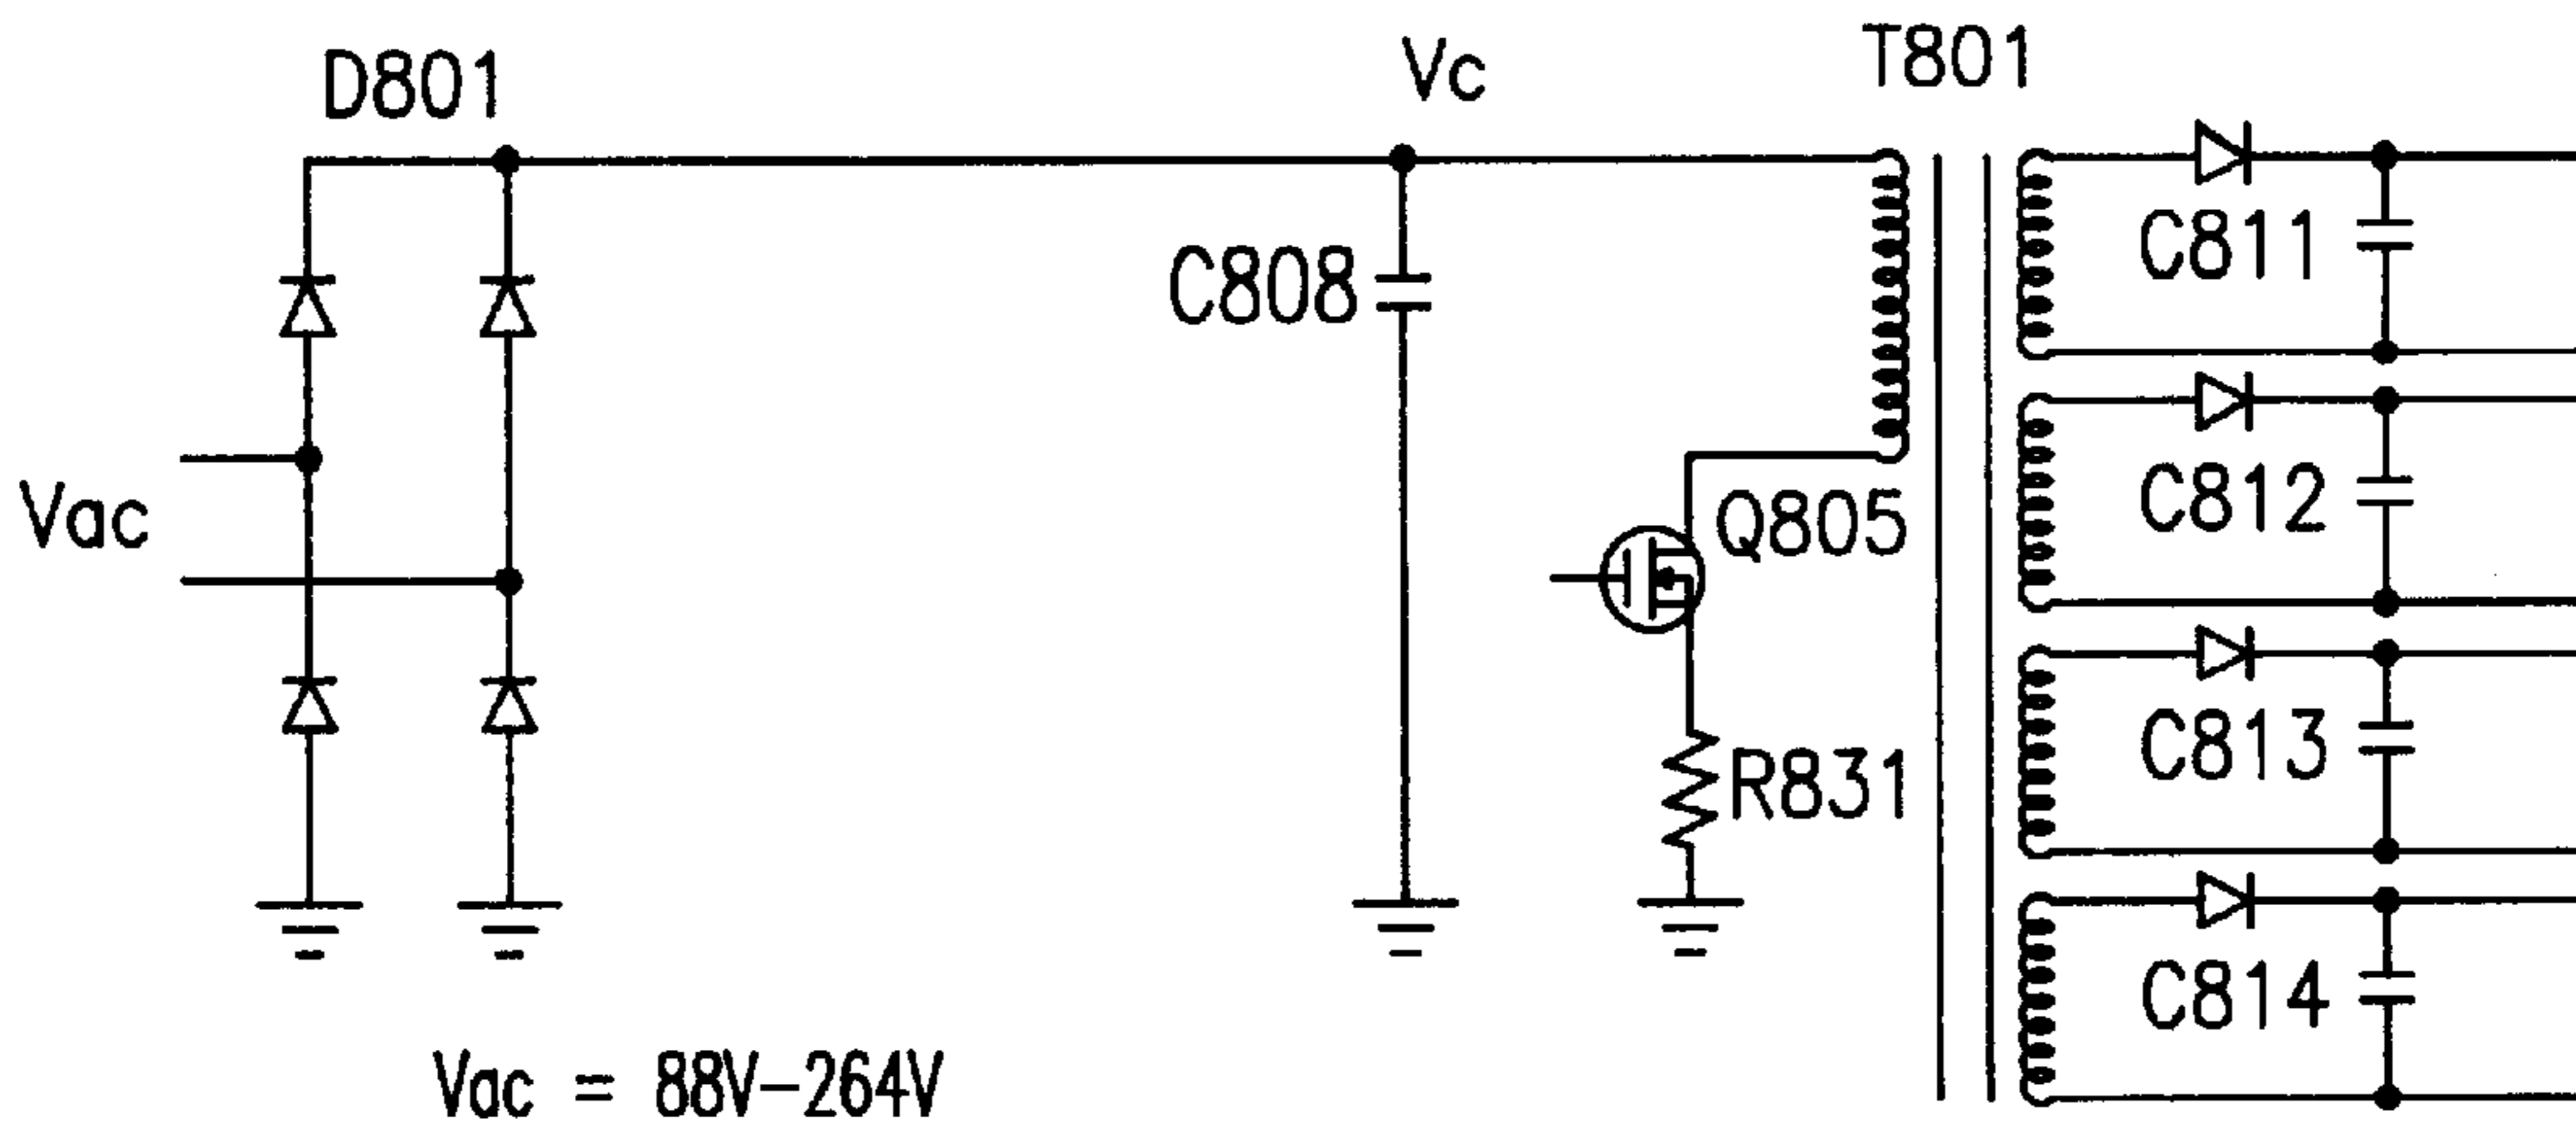 D801
Vc
T801
C811
C808
Vac
Q805
C812
R831
C813
C814
Vac = 88V-264V